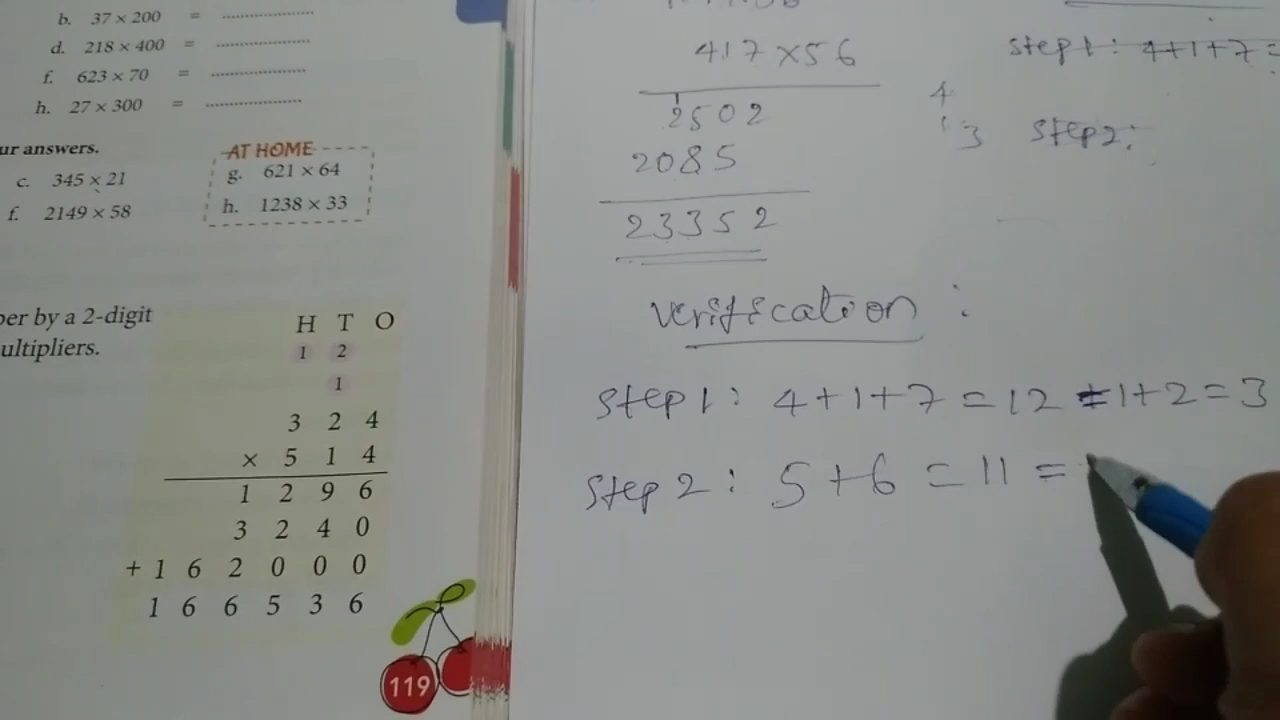 b. 37 × 200 = ..................
d. 218 × 400 = ..................
f. 623 × 70 = ..................
h. 27 × 300 = ..................
ur answers.
c. 345 × 21
f. 2149 × 58
AT HOME
g. 621 × 64
h. 1238 × 33
per by a 2-digit
ultipliers.
H T O
1 2
1
3 2 4
× 5 1 4
1 2 9 6
3 2 4 0
+ 1 6 2 0 0 0
1 6 6 5 3 6
119
417 × 56
1
2502
2085
23352
4
1 3
Step1: 4+1+7=
Step2:
Verification :
Step1: 4+1+7 = 12 = 1+2 = 3
Step 2: 5+6 = 11 =